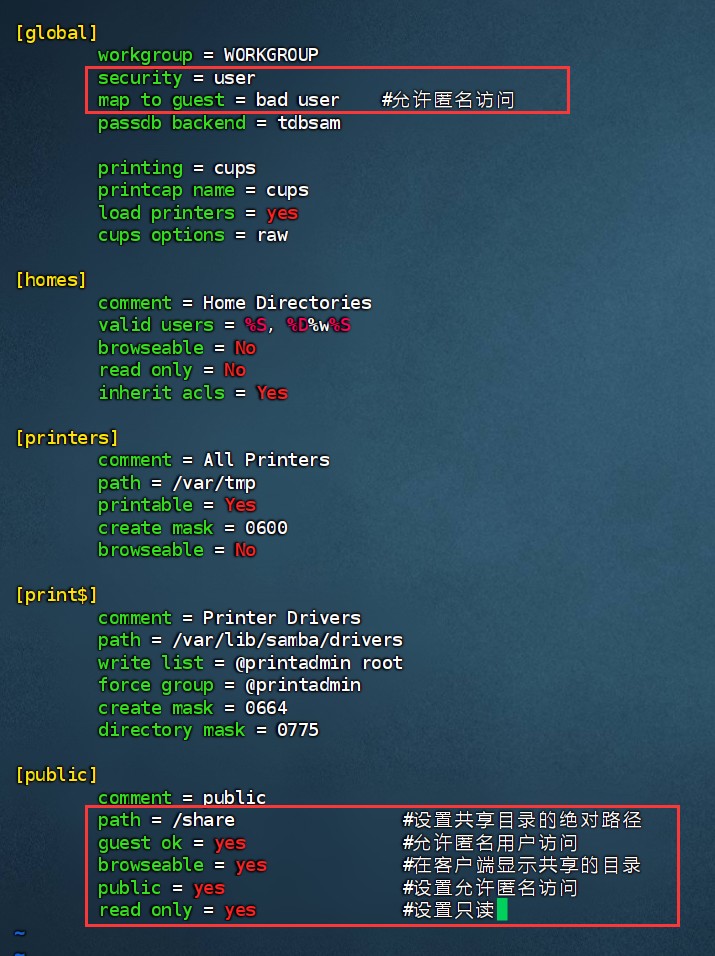 [global]
workgroup = WORKGROUP
security = user
map to guest = bad user #允许匿名访问
passdb backend = tdbsam
printing = cups
printcap name = cups
load printers = yes
cups options = raw
[homes]
comment = Home Directories
valid users = %S, %D%w%S
browseable = No
read only = No
inherit acls = Yes
[printers]
comment = All Printers
path = /var/tmp
printable = Yes
create mask = 0600
browseable = No
[print$]
comment = Printer Drivers
path = /var/lib/samba/drivers
write list = @printadmin root
force group = @printadmin
create mask = 0664
directory mask = 0775
[public]
comment = public
path = /share #设置共享目录的绝对路径
guest ok = yes #允许匿名用户访问
browseable = yes #在客户端显示共享的目录
public = yes #设置允许匿名访问
read only = yes #设置只读
~
~